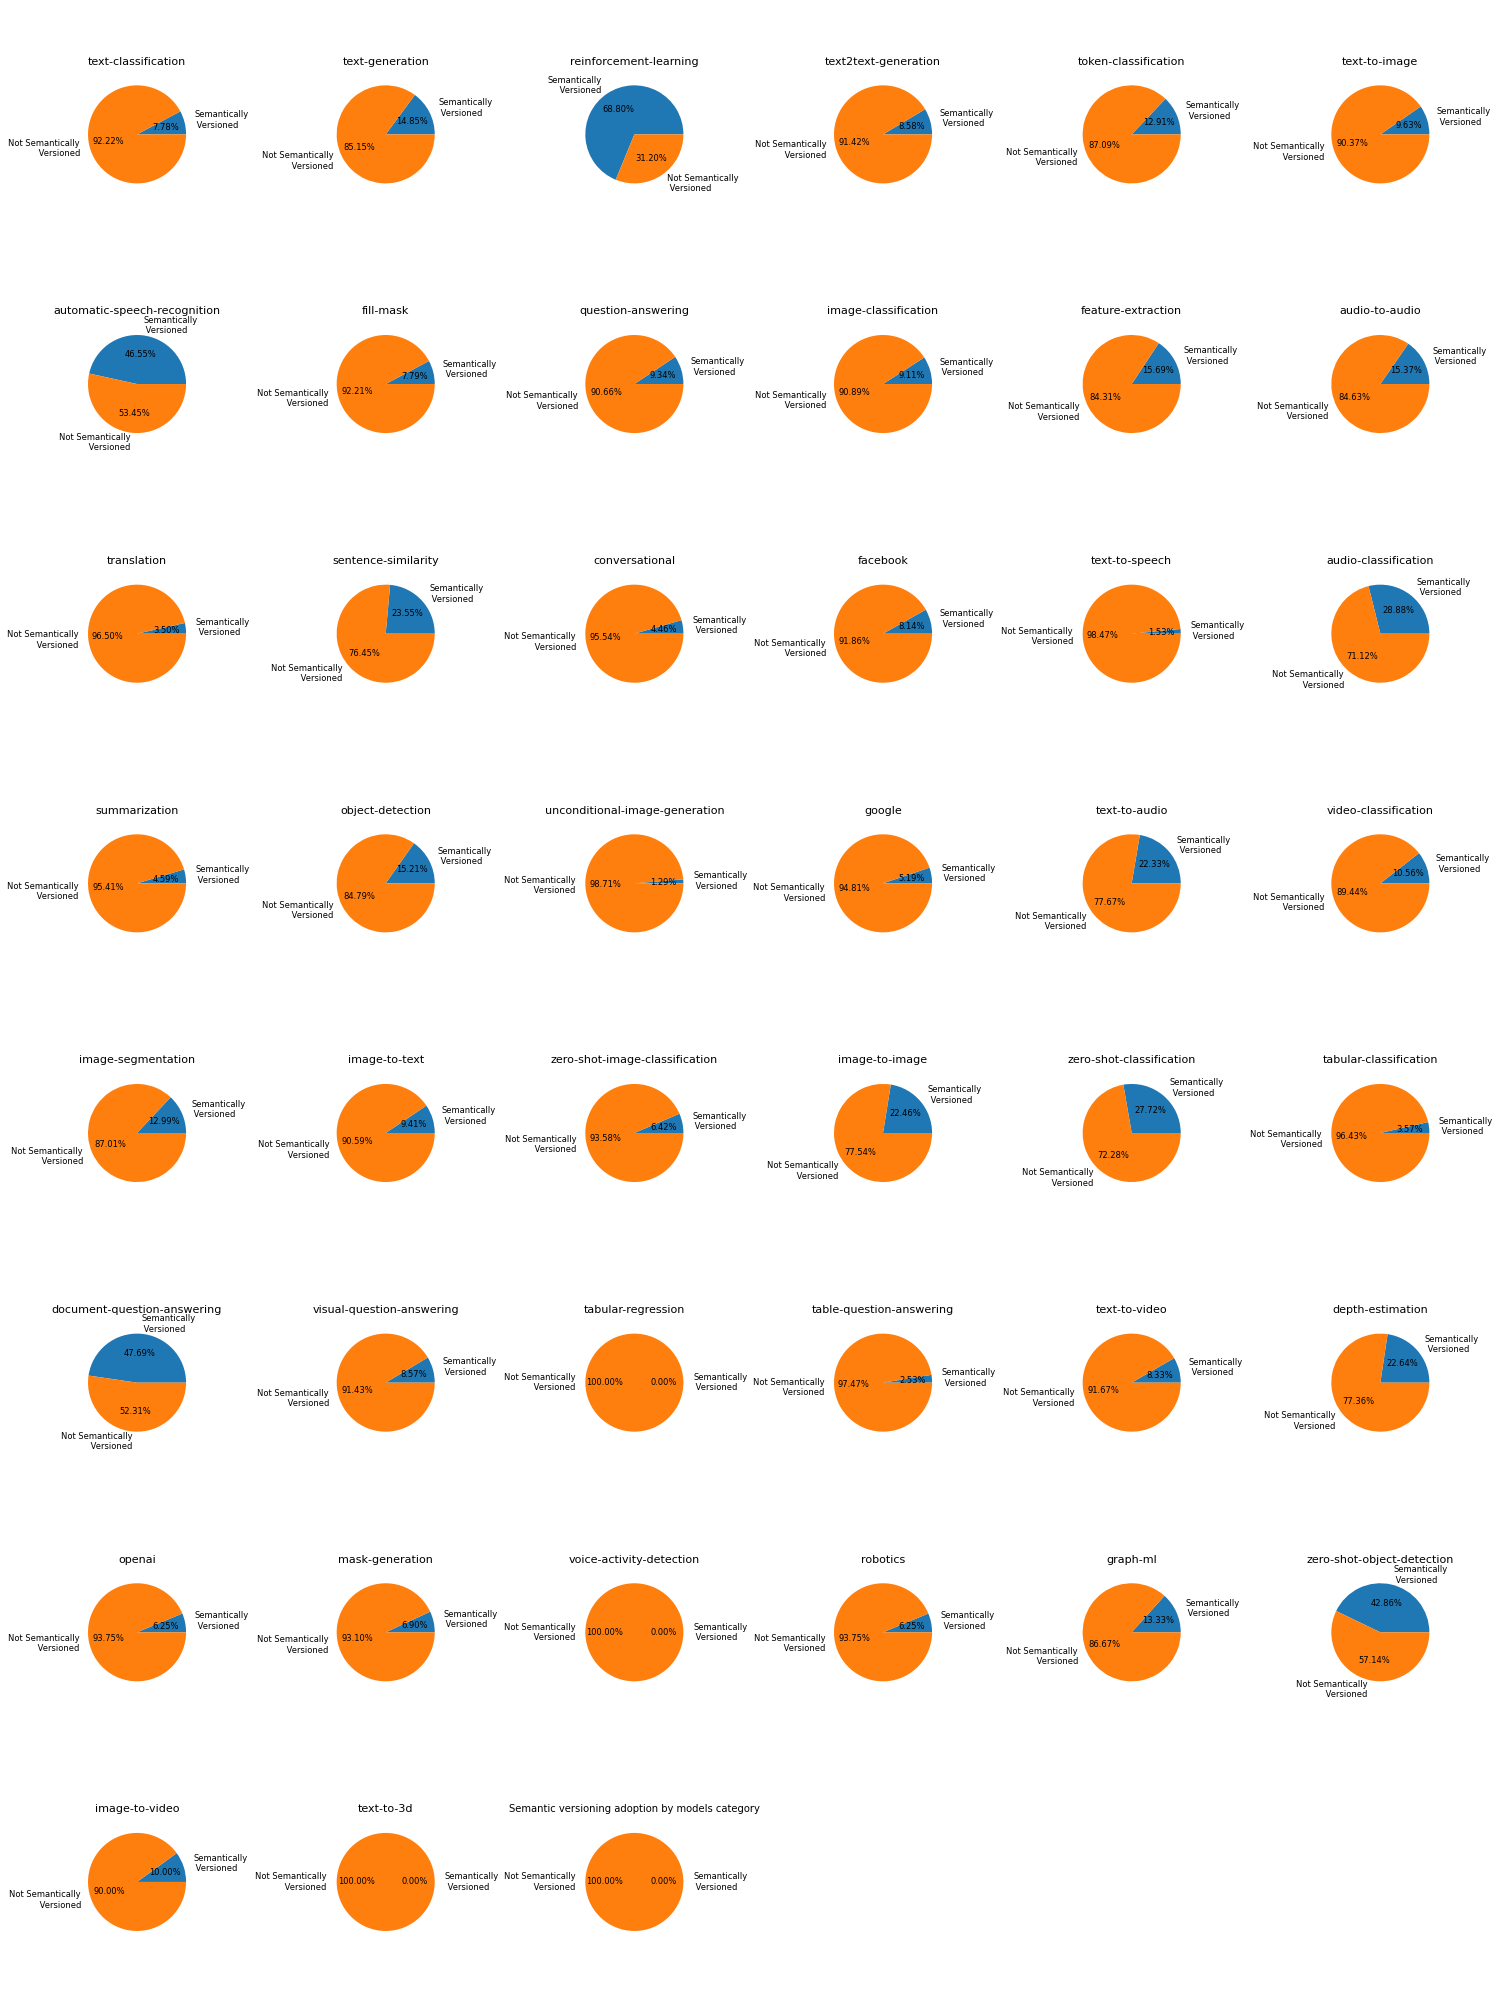 text-classification
Semantically
Versioned
7.78%
92.22%
Not Semantically
Versioned
text-generation
Semantically
Versioned
14.85%
85.15%
Not Semantically
Versioned
reinforcement-learning
Semantically
Versioned
68.80%
31.20%
Not Semantically
Versioned
text2text-generation
Semantically
Versioned
8.58%
91.42%
Not Semantically
Versioned
token-classification
Semantically
Versioned
12.91%
87.09%
Not Semantically
Versioned
text-to-image
Semantically
Versioned
9.63%
90.37%
Not Semantically
Versioned
automatic-speech-recognition
Semantically
Versioned
46.55%
53.45%
Not Semantically
Versioned
fill-mask
Semantically
Versioned
7.79%
92.21%
Not Semantically
Versioned
question-answering
Semantically
Versioned
9.34%
90.66%
Not Semantically
Versioned
image-classification
Semantically
Versioned
9.11%
90.89%
Not Semantically
Versioned
feature-extraction
Semantically
Versioned
15.69%
84.31%
Not Semantically
Versioned
audio-to-audio
Semantically
Versioned
15.37%
84.63%
Not Semantically
Versioned
translation
Semantically
Versioned
3.50%
96.50%
Not Semantically
Versioned
sentence-similarity
Semantically
Versioned
23.55%
76.45%
Not Semantically
Versioned
conversational
Semantically
Versioned
4.46%
95.54%
Not Semantically
Versioned
facebook
Semantically
Versioned
8.14%
91.86%
Not Semantically
Versioned
text-to-speech
Semantically
Versioned
1.53%
98.47%
Not Semantically
Versioned
audio-classification
Semantically
Versioned
28.88%
71.12%
Not Semantically
Versioned
summarization
Semantically
Versioned
4.59%
95.41%
Not Semantically
Versioned
object-detection
Semantically
Versioned
15.21%
84.79%
Not Semantically
Versioned
unconditional-image-generation
Semantically
Versioned
1.29%
98.71%
Not Semantically
Versioned
google
Semantically
Versioned
5.19%
94.81%
Not Semantically
Versioned
text-to-audio
Semantically
Versioned
22.33%
77.67%
Not Semantically
Versioned
video-classification
Semantically
Versioned
10.56%
89.44%
Not Semantically
Versioned
image-segmentation
Semantically
Versioned
12.99%
87.01%
Not Semantically
Versioned
image-to-text
Semantically
Versioned
9.41%
90.59%
Not Semantically
Versioned
zero-shot-image-classification
Semantically
Versioned
6.42%
93.58%
Not Semantically
Versioned
image-to-image
Semantically
Versioned
22.46%
77.54%
Not Semantically
Versioned
zero-shot-classification
Semantically
Versioned
27.72%
72.28%
Not Semantically
Versioned
tabular-classification
Semantically
Versioned
3.57%
96.43%
Not Semantically
Versioned
document-question-answering
Semantically
Versioned
47.69%
52.31%
Not Semantically
Versioned
visual-question-answering
Semantically
Versioned
8.57%
91.43%
Not Semantically
Versioned
tabular-regression
Semantically
Versioned
0.00%
100.00%
Not Semantically
Versioned
table-question-answering
Semantically
Versioned
2.53%
97.47%
Not Semantically
Versioned
text-to-video
Semantically
Versioned
8.33%
91.67%
Not Semantically
Versioned
depth-estimation
Semantically
Versioned
22.64%
77.36%
Not Semantically
Versioned
openai
Semantically
Versioned
6.25%
93.75%
Not Semantically
Versioned
mask-generation
Semantically
Versioned
6.90%
93.10%
Not Semantically
Versioned
voice-activity-detection
Semantically
Versioned
0.00%
100.00%
Not Semantically
Versioned
robotics
Semantically
Versioned
6.25%
93.75%
Not Semantically
Versioned
graph-ml
Semantically
Versioned
13.33%
86.67%
Not Semantically
Versioned
zero-shot-object-detection
Semantically
Versioned
42.86%
57.14%
Not Semantically
Versioned
image-to-video
Semantically
Versioned
10.00%
90.00%
Not Semantically
Versioned
text-to-3d
Semantically
Versioned
0.00%
100.00%
Not Semantically
Versioned
Semantic versioning adoption by models category
Semantically
Versioned
0.00%
100.00%
Not Semantically
Versioned